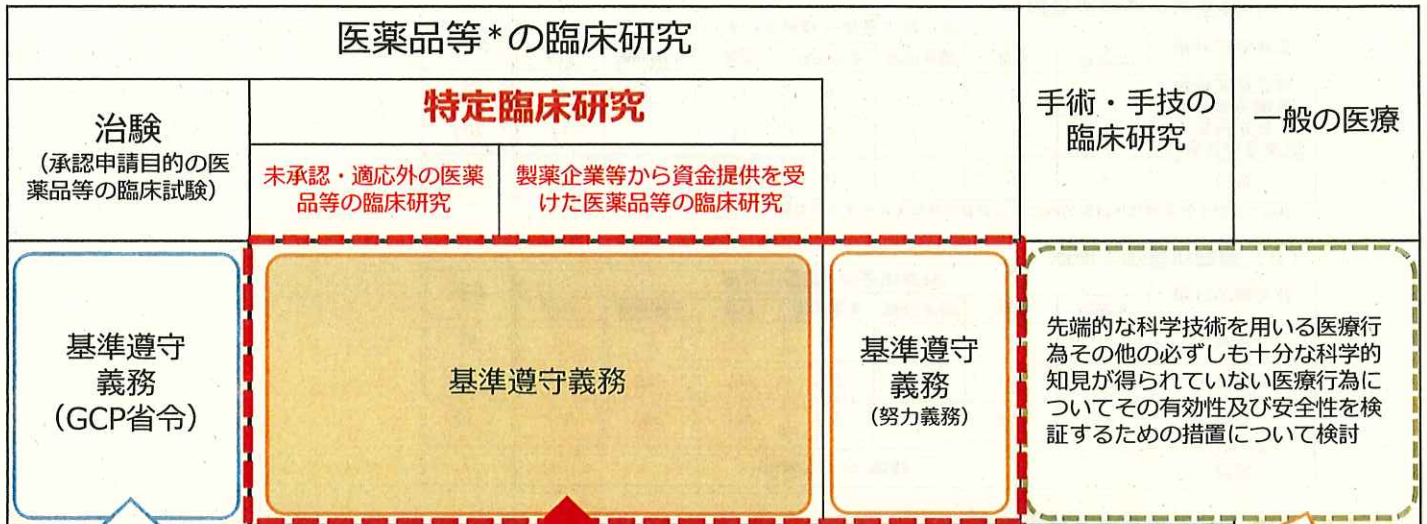 医薬品等*の臨床研究
治験
（承認申請目的の医
薬品等の臨床試験）
特定臨床研究
未承認・適応外の医薬
品等の臨床研究
製薬企業等から資金提供を受
けた医薬品等の臨床研究
手術・手技の
臨床研究
一般の医療
基準遵守
義務
（GCP省令）
基準遵守義務
基準遵守
義務
（努力義務）
先端的な科学技術を用いる医療行
為その他の必ずしも十分な科学的
知見が得られていない医療行為に
ついてその有効性及び安全性を検
証するための措置について検討